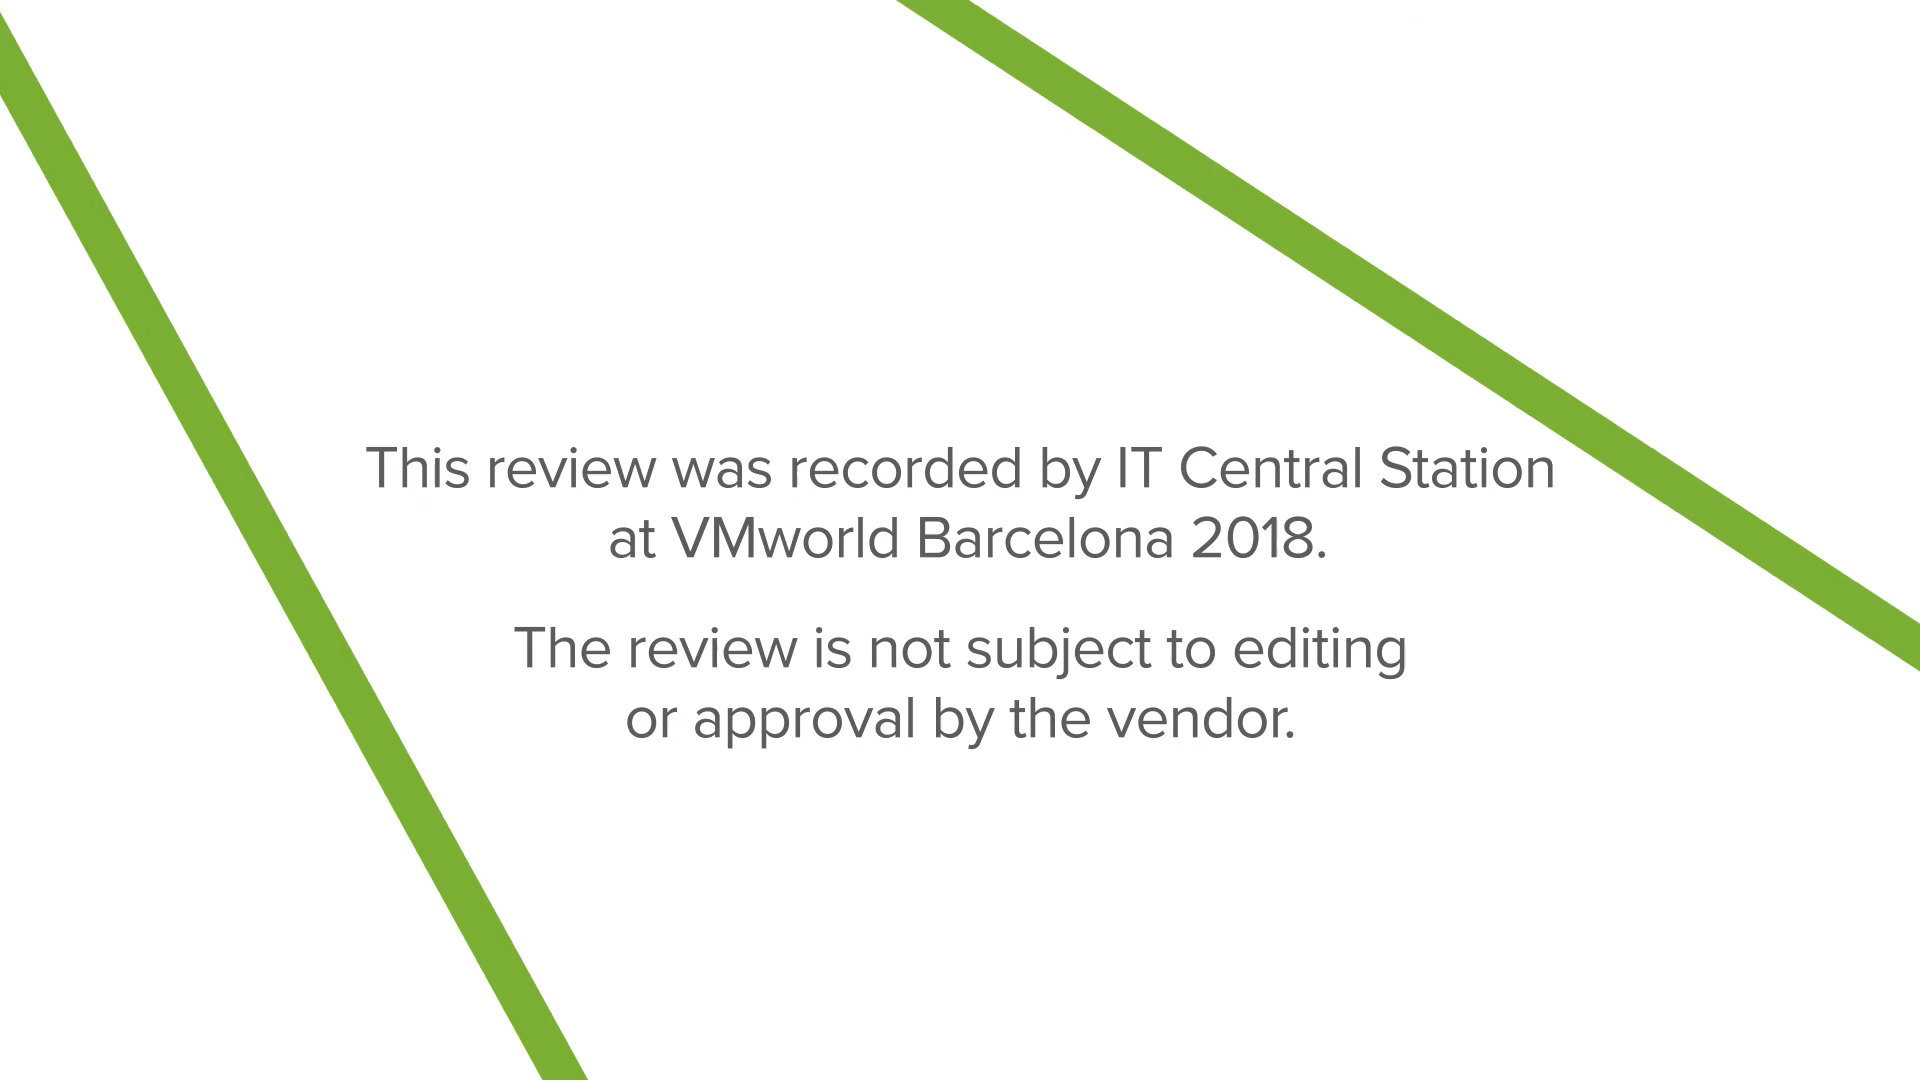 This review was recorded by IT Central Station
at VMworld Barcelona 2018.
The review is not subject to editing
or approval by the vendor.